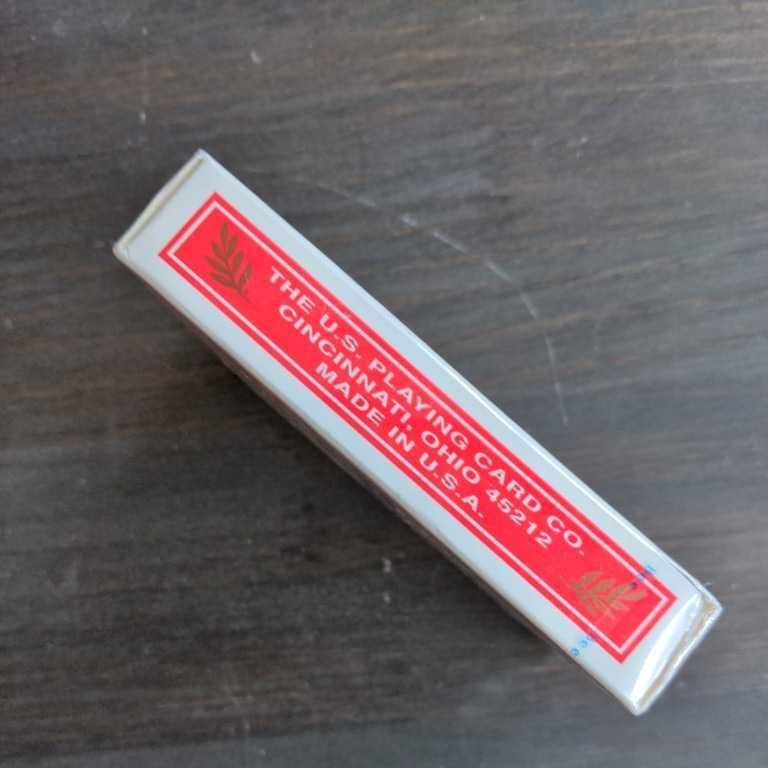 THE U.S. PLAYING CARD CO.
CINCINNATI, OHIO 45212
MADE IN U.S.A.